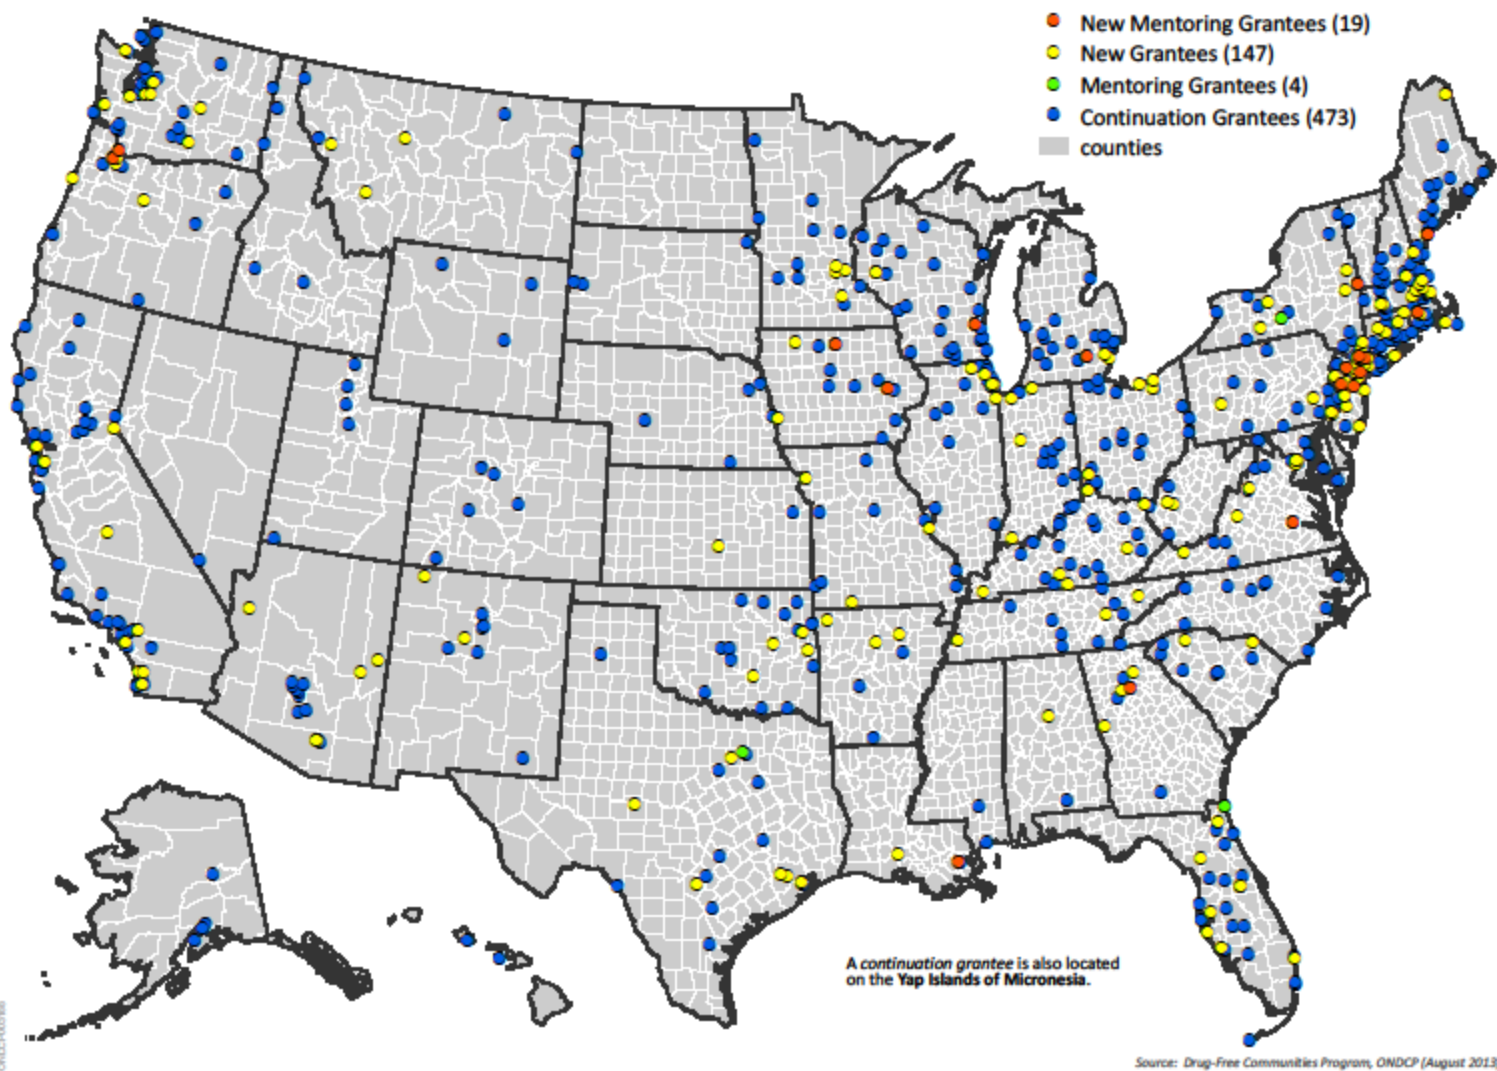 New Mentoring Grantees (19)
New Grantees (147)
Mentoring Grantees (4)
Continuation Grantees (473)
counties
A continuation grantee is also located
on the Yap Islands of Micronesia.
Source: Drug-Free Communities Program, ONDCP (August 2013)